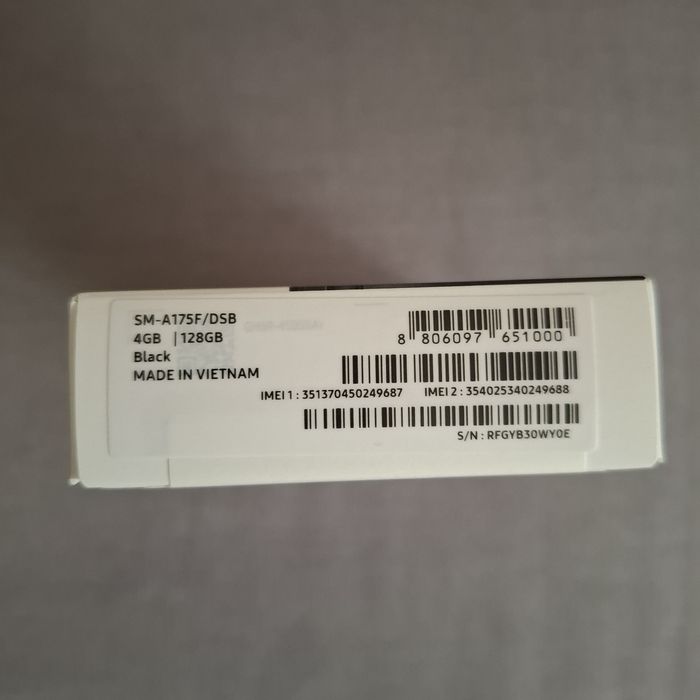 SM-A175F/DSB
4GB | 128GB
Black
MADE IN VIETNAM
8 806097 651000
IMEI 1 : 351370450249687 IMEI 2 : 354025340249688
S/N : RFGYB30WY0E